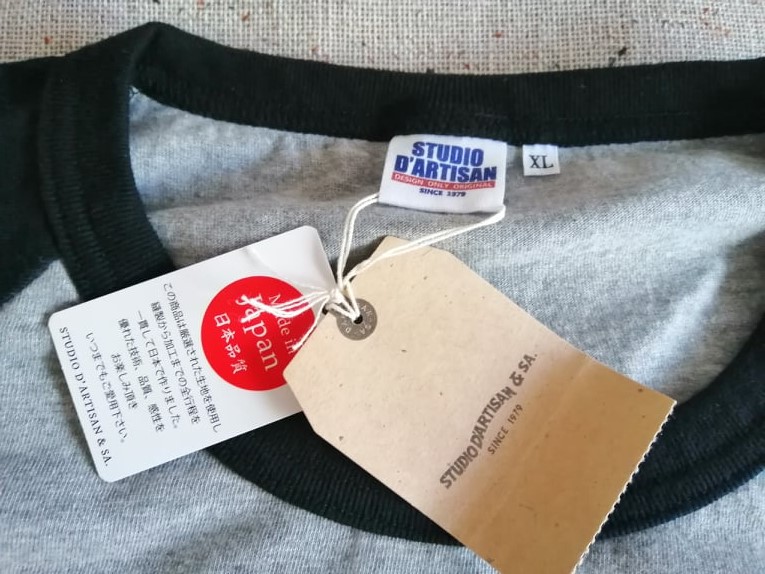 STUDIO
D'ARTISAN
DESIGN ONLY ORIGINAL
SINCE 1979
XL
Made in
Japan
日本品質
この商品は厳選された生地を使用し
縫製から加工までの全行程を
一貫して日本で作りました。
優れた技術、品質、感性を
お楽しみ頂き
いつまでもご愛用下さい。
STUDIO D'ARTISAN & SA.
STUDIO D'ARTISAN & SA.
SINCE 1979